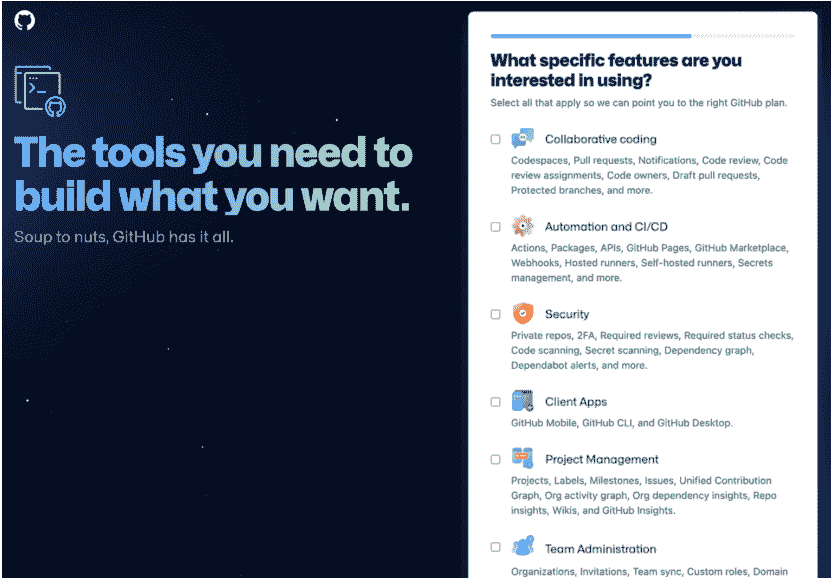 The tools you need to
build what you want.
Soup to nuts, GitHub has it all.
What specific features are you
interested in using?
Select all that apply so we can point you to the right GitHub plan.
Collaborative coding
Codespaces, Pull requests, Notifications, Code review, Code
review assignments, Code owners, Draft pull requests,
Protected branches, and more.
Automation and CI/CD
Actions, Packages, APIs, GitHub Pages, GitHub Marketplace,
Webhooks, Hosted runners, Self-hosted runners, Secrets
management, and more.
Security
Private repos, 2FA, Required reviews, Required status checks,
Code scanning, Secret scanning, Dependency graph,
Dependabot alerts, and more.
Client Apps
GitHub Mobile, GitHub CLI, and GitHub Desktop.
Project Management
Projects, Labels, Milestones, Issues, Unified Contribution
Graph, Org activity graph, Org dependency insights, Repo
insights, Wikis, and GitHub Insights.
Team Administration
Organizations, Invitations, Team sync, Custom roles, Domain